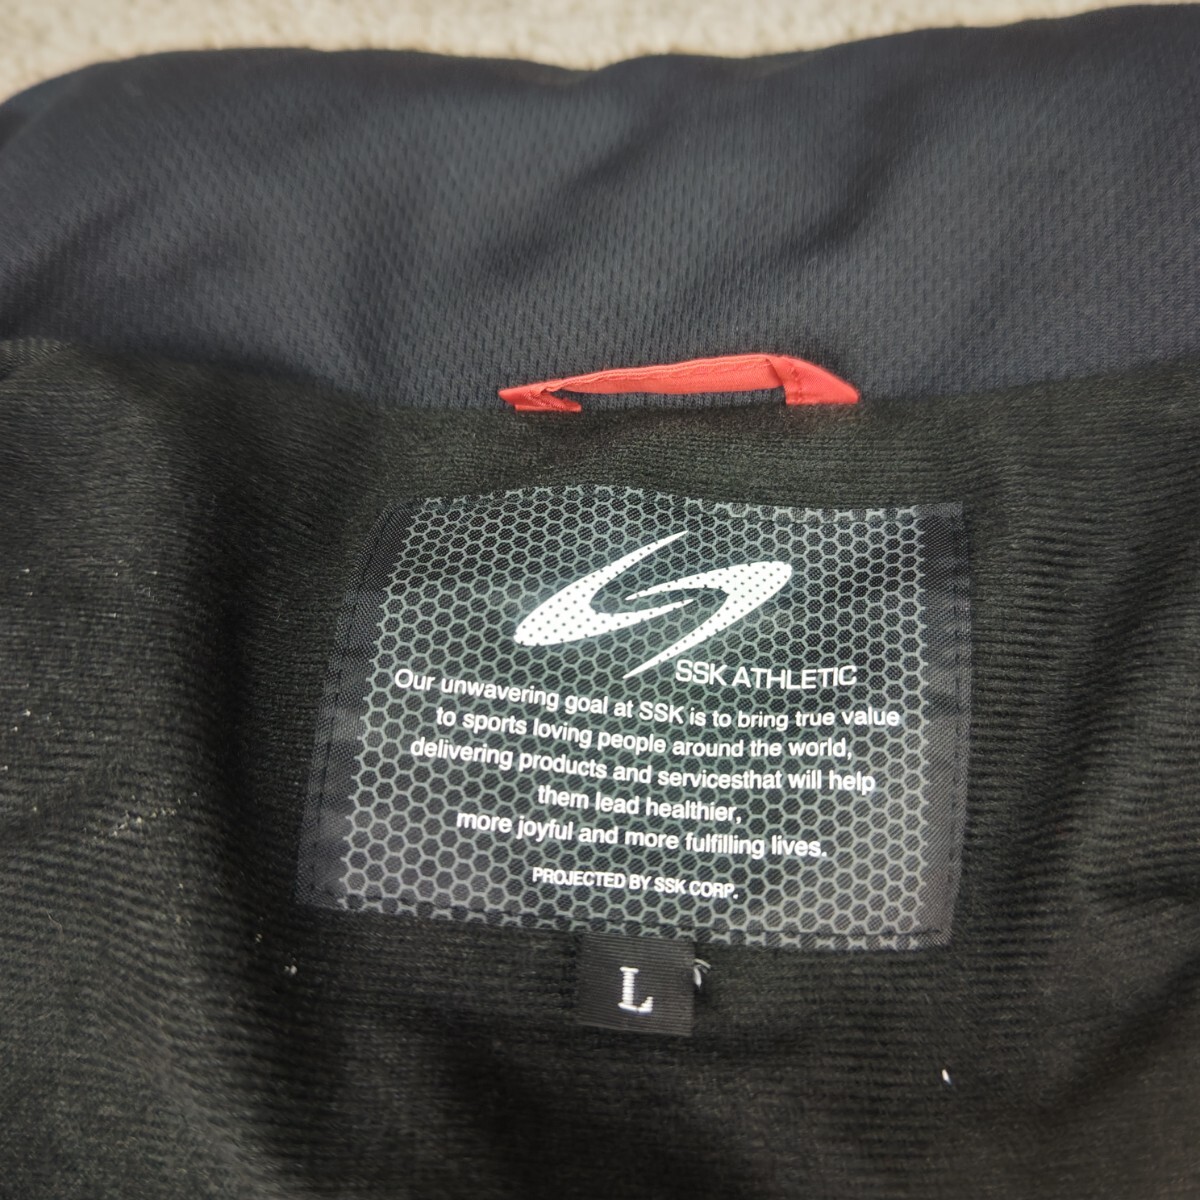 SSK ATHLETIC
Our unwavering goal at SSK is to bring true value
to sports loving people around the world,
delivering products and servicesthat will help
them lead healthier,
more joyful and more fulfilling lives.
PROJECTED BY SSK CORP.
L